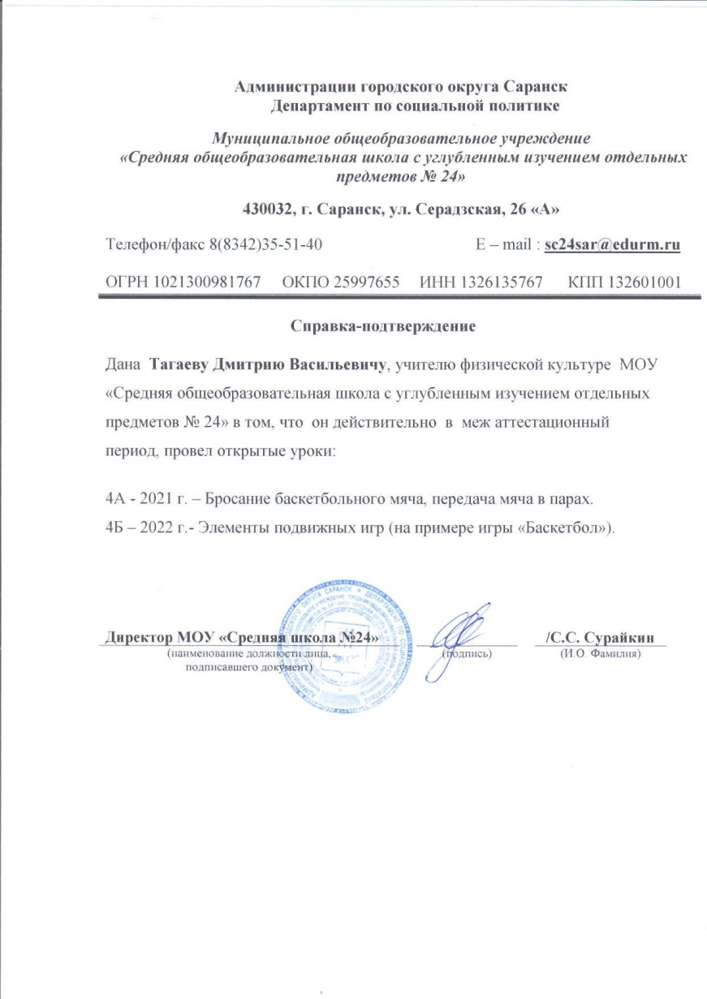 Администрации городского округа Саранск
Департамент по социальной политике
Муниципальное общеобразовательное учреждение
«Средняя общеобразовательная школа с углубленным изучением отдельных
предметов № 24»
430032, г. Саранск, ул. Серадзская, 26 «А»
Телефон/факс 8(8342)35-51-40 E – mail : sc24sar@edurm.ru
ОГРН 1021300981767 ОКПО 25997655 ИНН 1326135767 КПП 132601001
Справка-подтверждение
Дана Тагаеву Дмитрию Васильевичу, учителю физической культуре МОУ
«Средняя общеобразовательная школа с углубленным изучением отдельных
предметов № 24» в том, что он действительно в меж аттестационный
период, провел открытые уроки:
4А - 2021 г. – Бросание баскетбольного мяча, передача мяча в парах.
4Б – 2022 г.- Элементы подвижных игр (на примере игры «Баскетбол»).
Директор МОУ «Средняя школа №24» /С.С. Сурайкин
(наименование должности лица, (подпись) (И.О. Фамилия)
подписавшего документ)